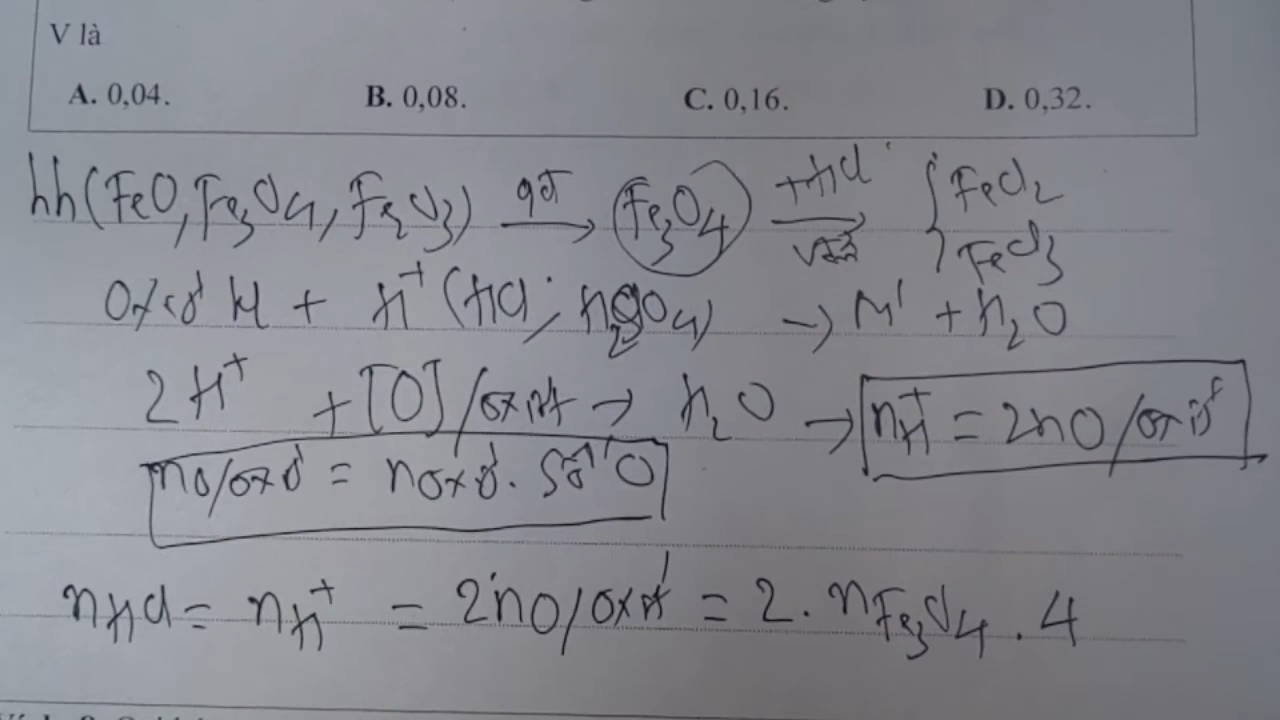 V là
A. 0,04. B. 0,08. C. 0,16. D. 0,32.
hh(FeO, Fe3O4, Fe2O3) qđ → Fe3O4 +HCl vừa đủ { FeCl2
FeCl3
oxit M + H+ (HCl; H2SO4) → M' + H2O
2H+ + [O]/oxit → H2O → nH+ = 2nO/oxit
nO/oxit = noxit. số O
nHCl = nH+ = 2nO/oxit = 2. nFe3O4 . 4